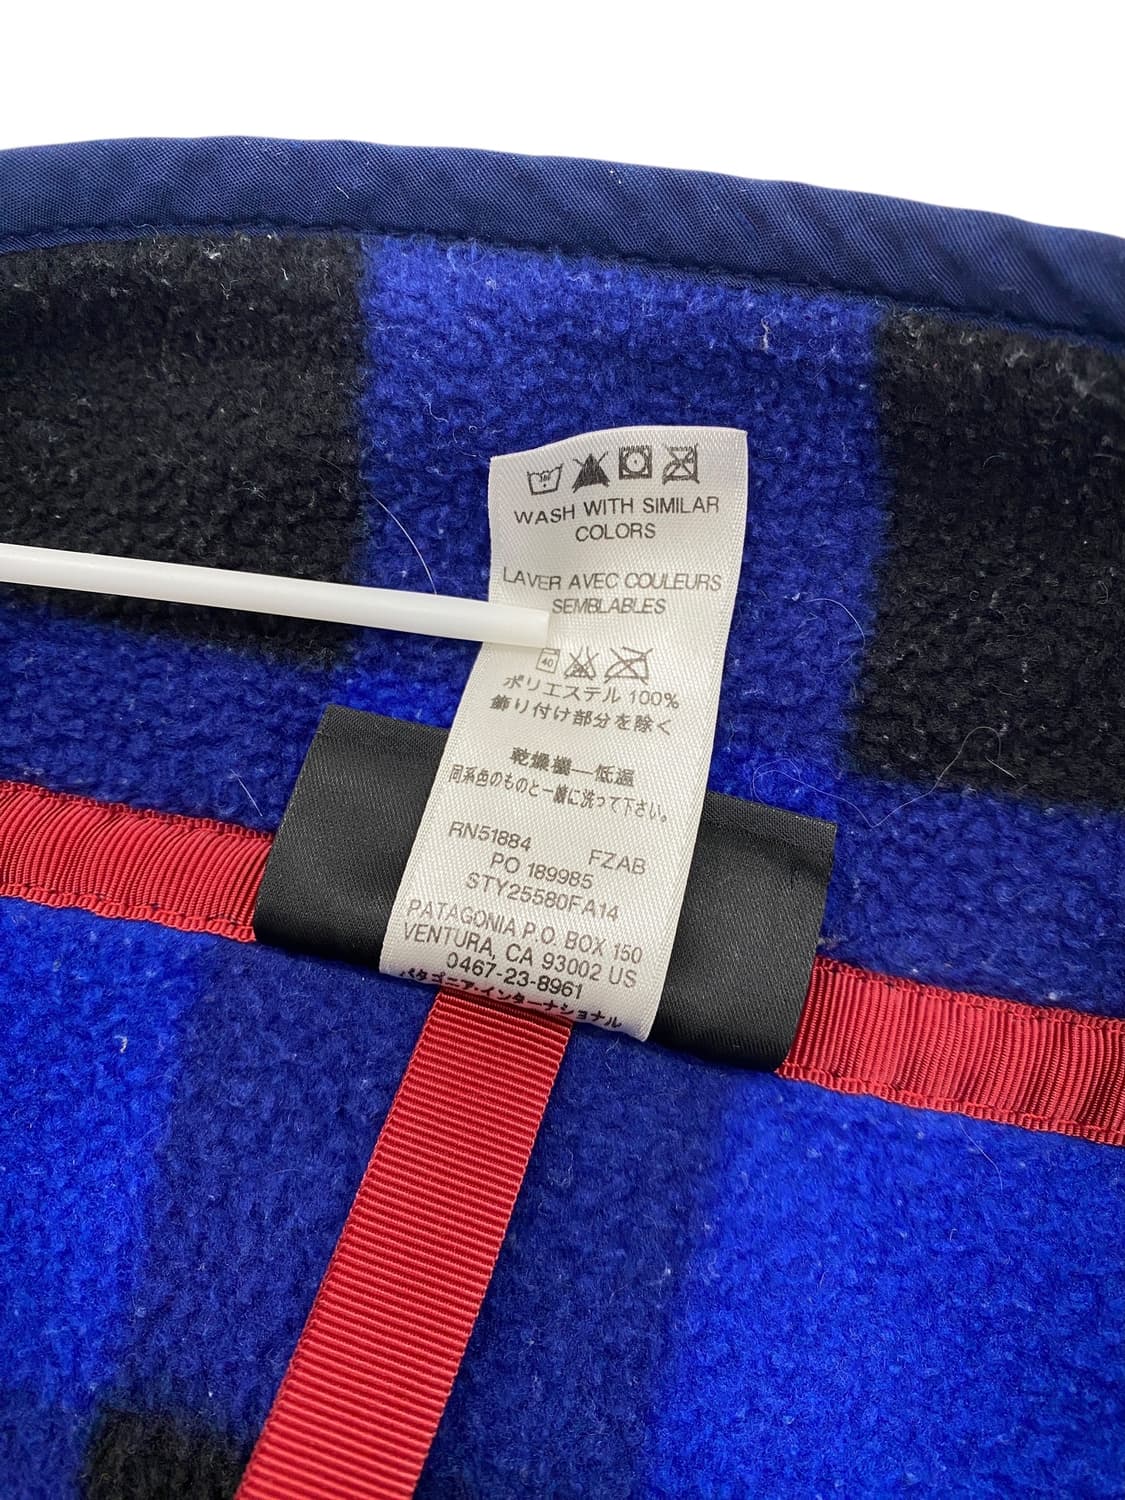 WASH WITH SIMILAR
COLORS
LAVER AVEC COULEURS
SEMBLABLES
40
ポリエステル 100%
飾り付け部分を除く
乾燥機—低温
同系色のものと一緒に洗って下さい。
RN51884 FZAB
PO 189985
STY25580FA14
PATAGONIA P.O. BOX 150
VENTURA, CA 93002 US
0467-23-8961
パタゴニア・インターナショナル